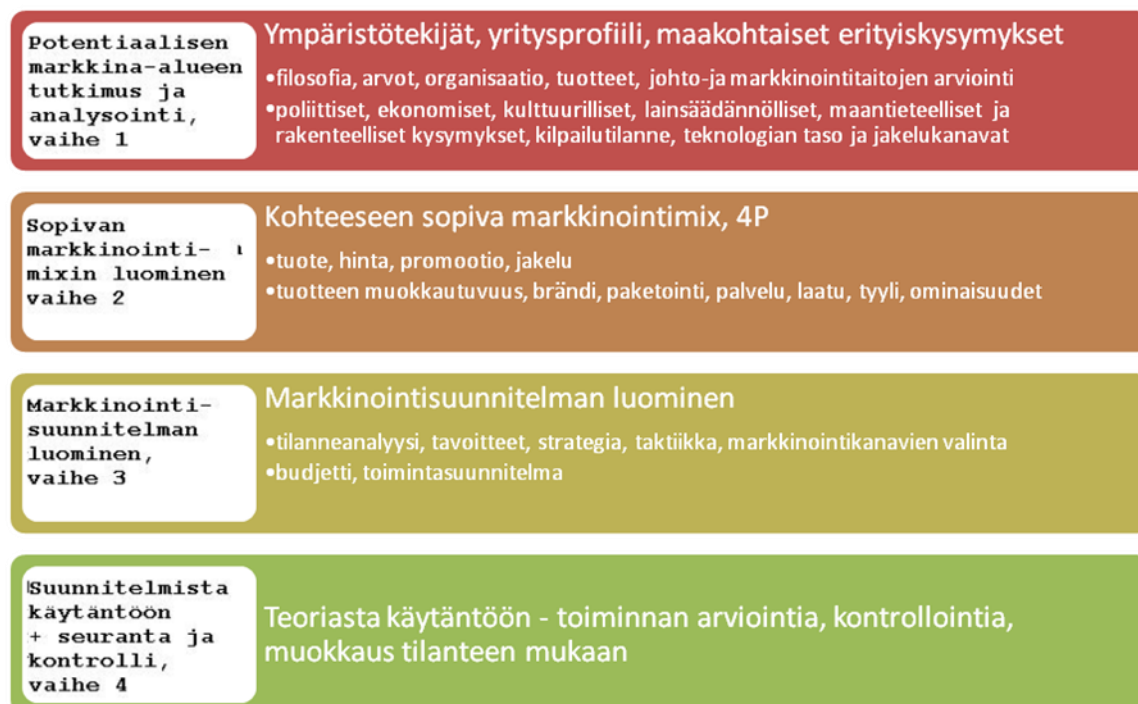 Potentiaalisen
markkina-alueen
tutkimus ja
analysointi,
vaihe 1
Ympäristötekijät, yritysprofiili, maakohtaiset erityiskysymykset
•filosofia, arvot, organisaatio, tuotteet, johto-ja markkinointitaitojen arviointi
•poliittiset, ekonomiset, kulttuurilliset, lainsäädännölliset, maantieteelliset ja
rakenteelliset kysymykset, kilpailutilanne, teknologian taso ja jakelukanavat
Sopivan
markkinointi-
mixin luominen
vaihe 2
Kohteeseen sopiva markkinointimix, 4P
•tuote, hinta, promootio, jakelu
•tuotteen muokkautuvuus, brändi, paketointi, palvelu, laatu, tyyli, ominaisuudet
Markkinointi-
suunnitelman
luominen,
vaihe 3
Markkinointisuunnitelman luominen
•tilanneanalyysi, tavoitteet, strategia, taktiikka, markkinointikanavien valinta
•budjetti, toimintasuunnitelma
Suunnitelmista
käytäntöön
+ seuranta ja
kontrolli,
vaihe 4
Teoriasta käytäntöön - toiminnan arviointia, kontrollointia,
muokkaus tilanteen mukaan